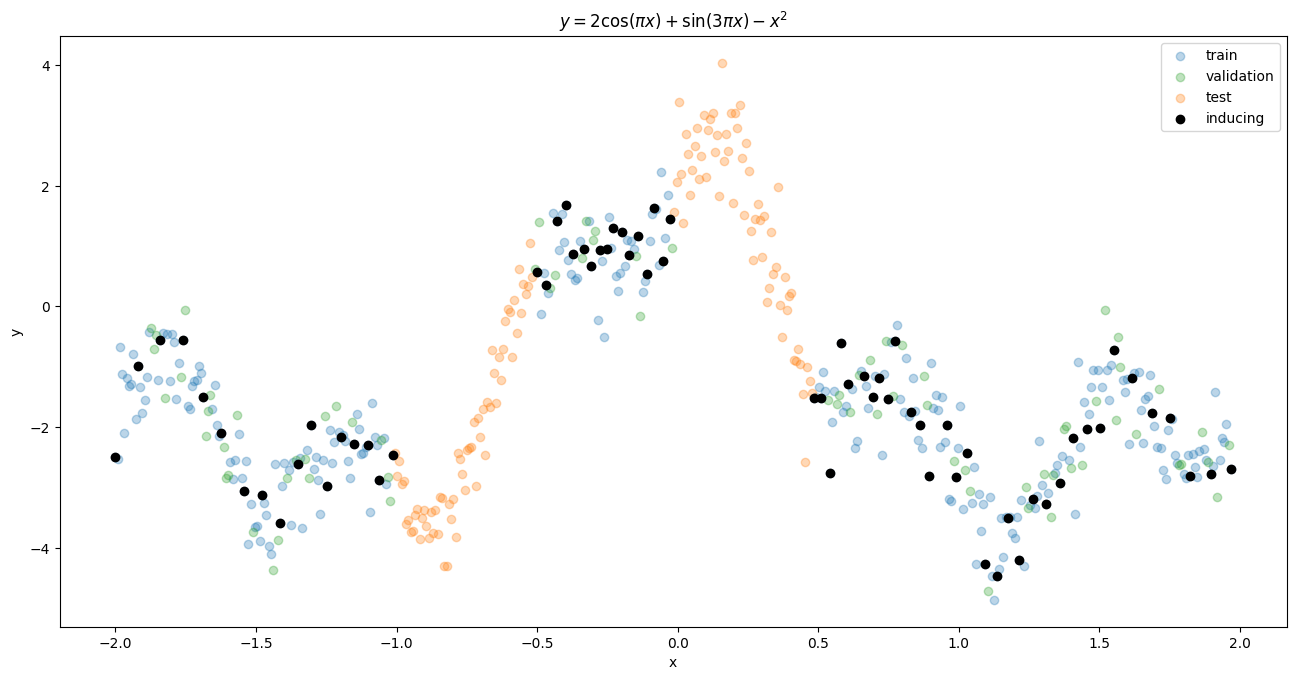 y = 2cos(πx) + sin(3πx) − x²
train
validation
test
inducing
y
4
2
0
−2
−4
−2.0 −1.5 −1.0 −0.5 0.0 0.5 1.0 1.5 2.0
x